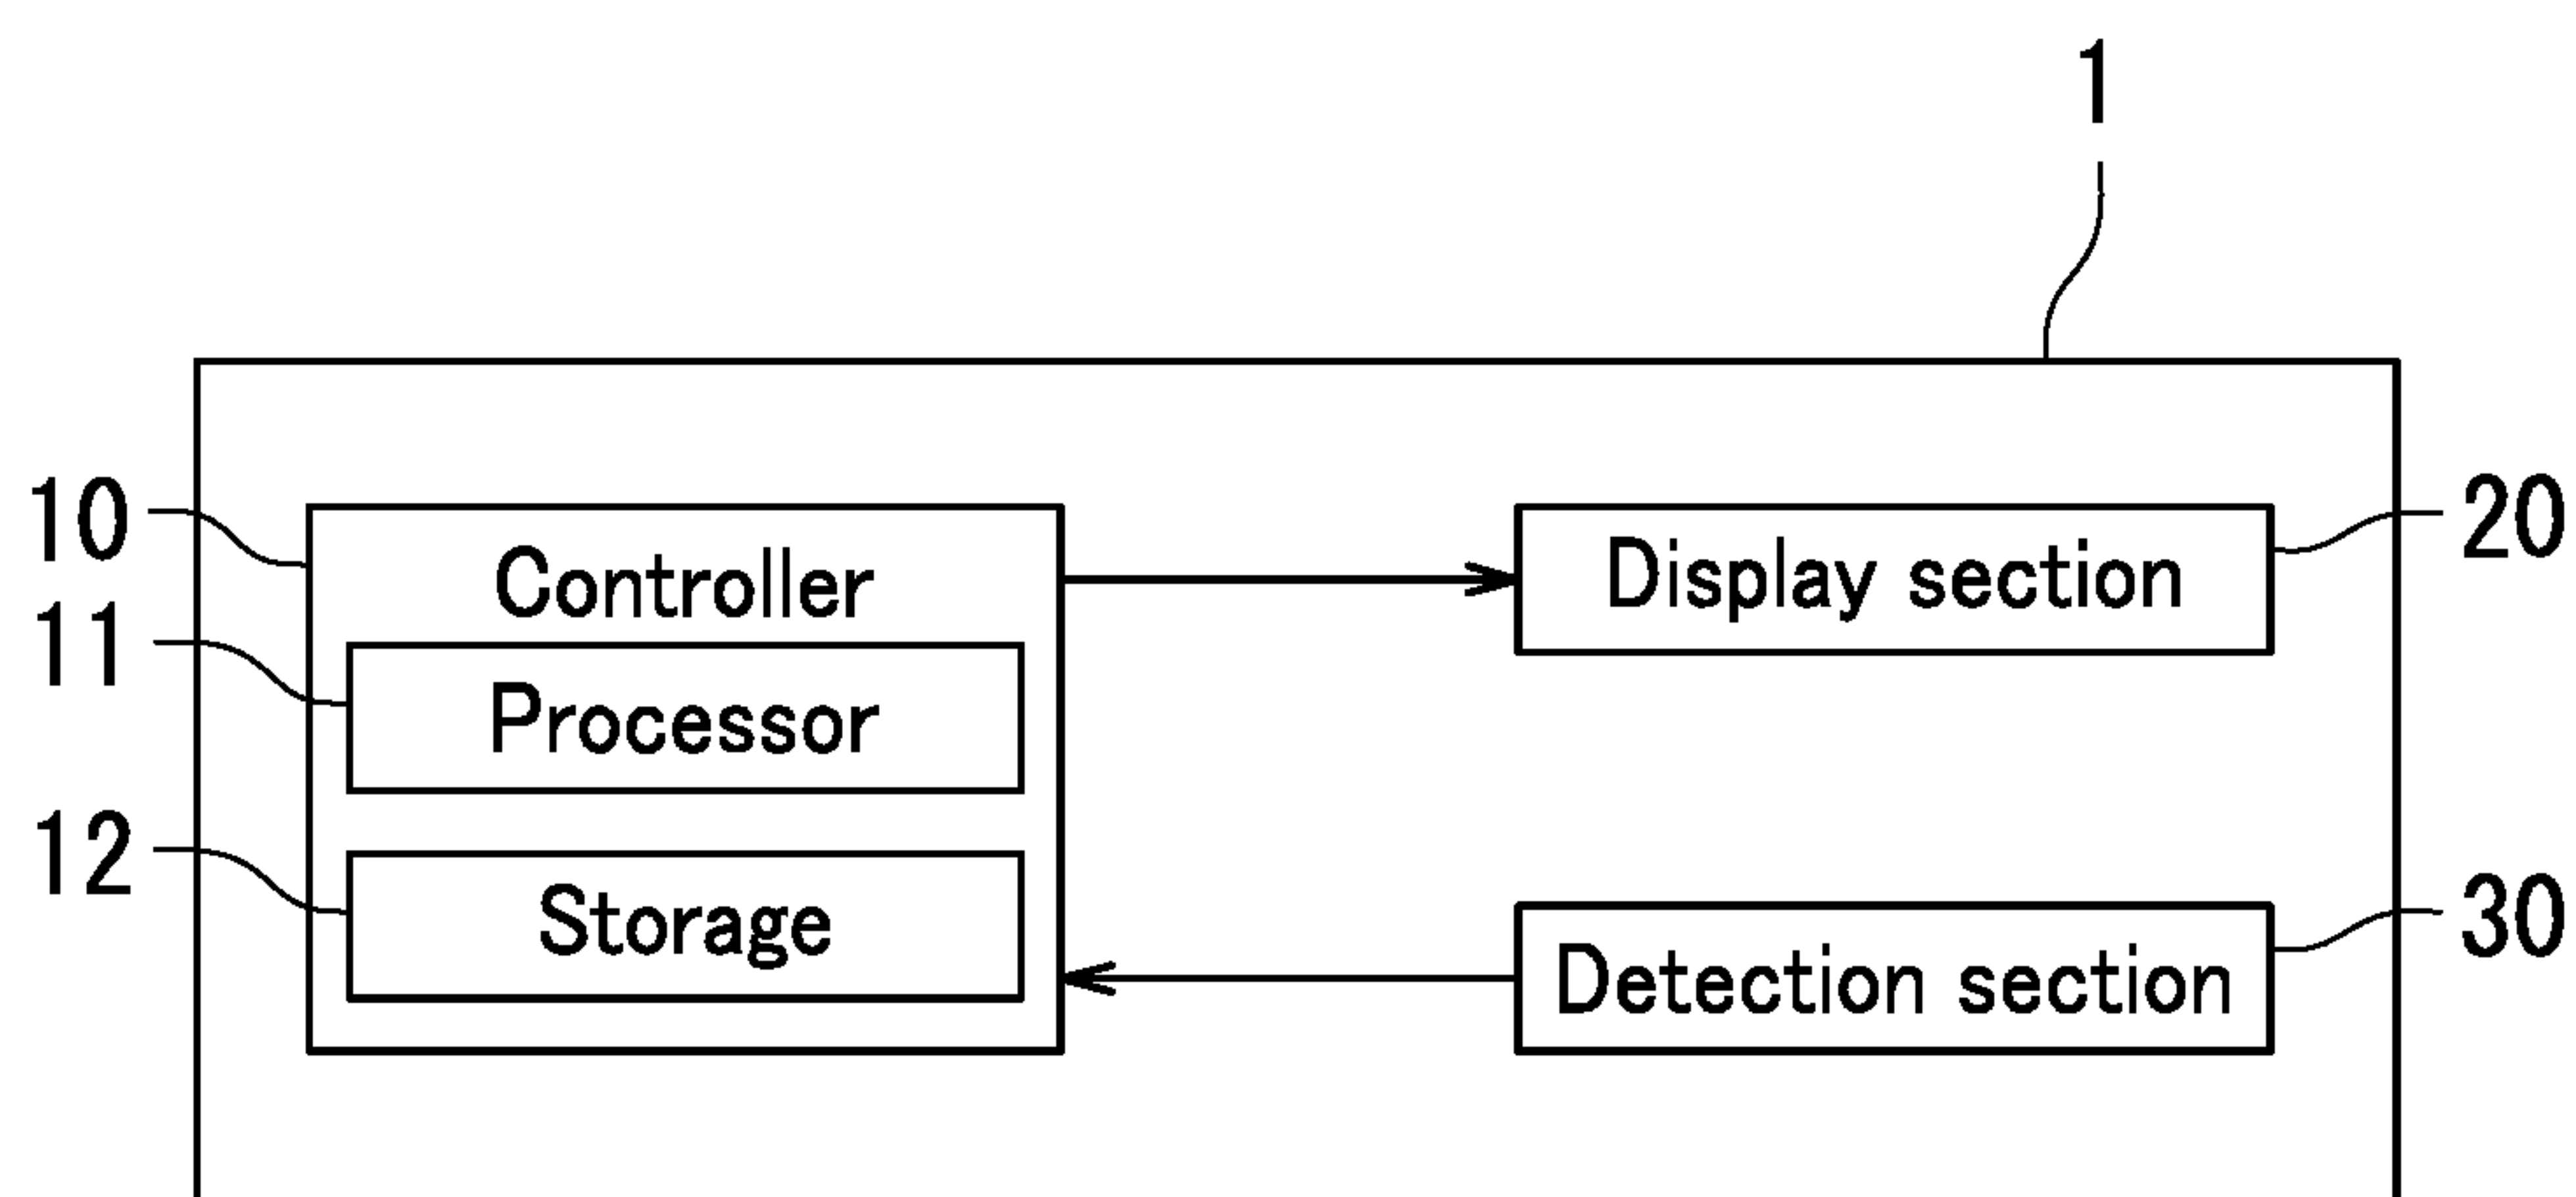 1
10
Controller
Display section
20
11
Processor
12
Storage
30
Detection section